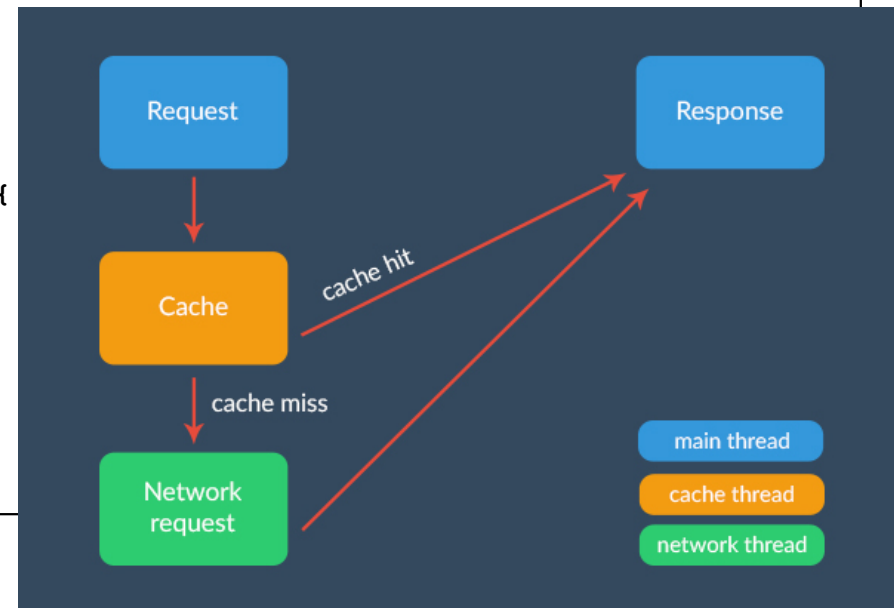 Request
Response
{
cache hit
Cache
cache miss
Network
request
main thread
cache thread
network thread